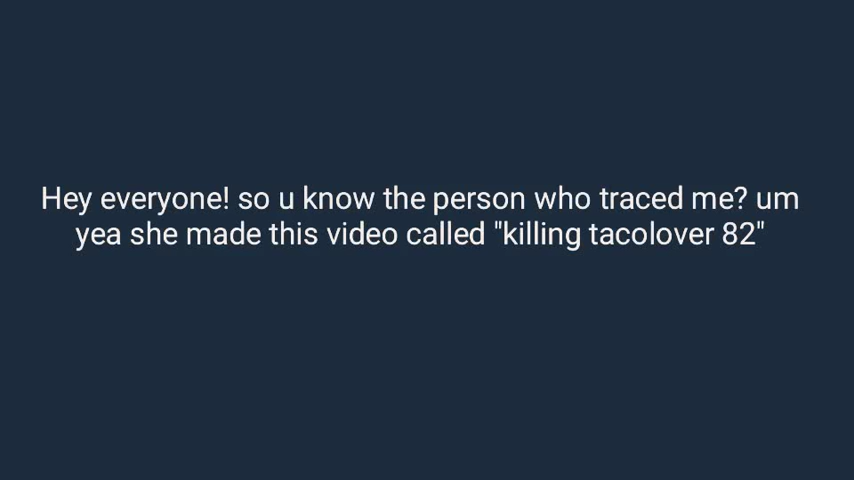 Hey everyone! so u know the person who traced me? um
yea she made this video called "killing tacolover 82"